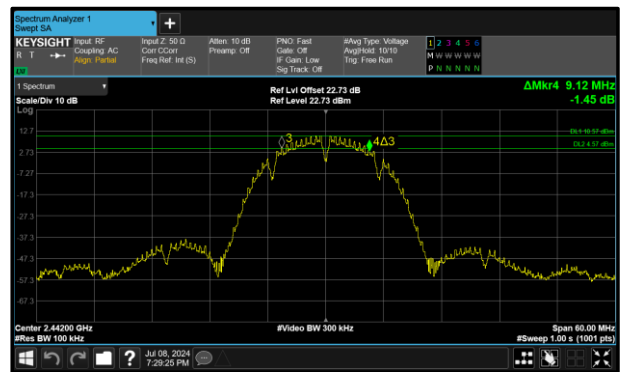 Spectrum Analyzer 1
Swept SA
+
KEYSIGHT
R T
Input: RF
Coupling: AC
Align: Partial
Input Z: 50 Ω
Corr CCorr
Freq Ref: Int (S)
Atten: 10 dB
Preamp: Off
PNO: Fast
Gate: Off
IF Gain: Low
Sig Track: Off
#Avg Type: Voltage
Avg|Hold: 10/10
Trig: Free Run
1 2 3 4 5 6
M W W W W W
P N N N N N
1 Spectrum
Scale/Div 10 dB
Log
Ref Lvl Offset 22.73 dB
Ref Level 22.73 dBm
ΔMkr4 9.12 MHz
-1.45 dB
12.7
DL1 10.57 dBm
3
4Δ3
2.73
DL2 4.57 dBm
-7.27
-17.3
-27.3
-37.3
-47.3
-57.3
-67.3
Center 2.44200 GHz
#Video BW 300 kHz
Span 60.00 MHz
#Res BW 100 kHz
#Sweep 1.00 s (1001 pts)
?
Jul 08, 2024
7:29:25 PM